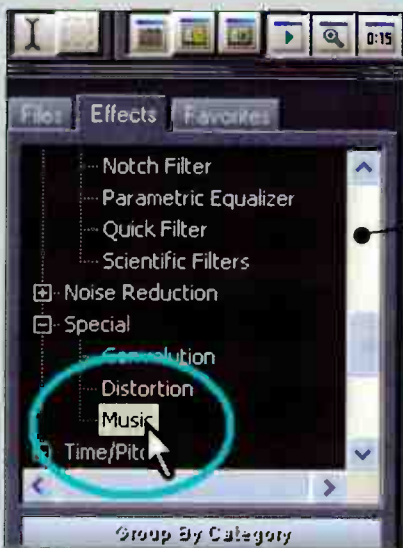 0:15
Files Effects Favorites
Notch Filter
Parametric Equalizer
Quick Filter
Scientific Filters
Noise Reduction
Special
Convolution
Distortion
Music
Time/Pitc
Group By Category